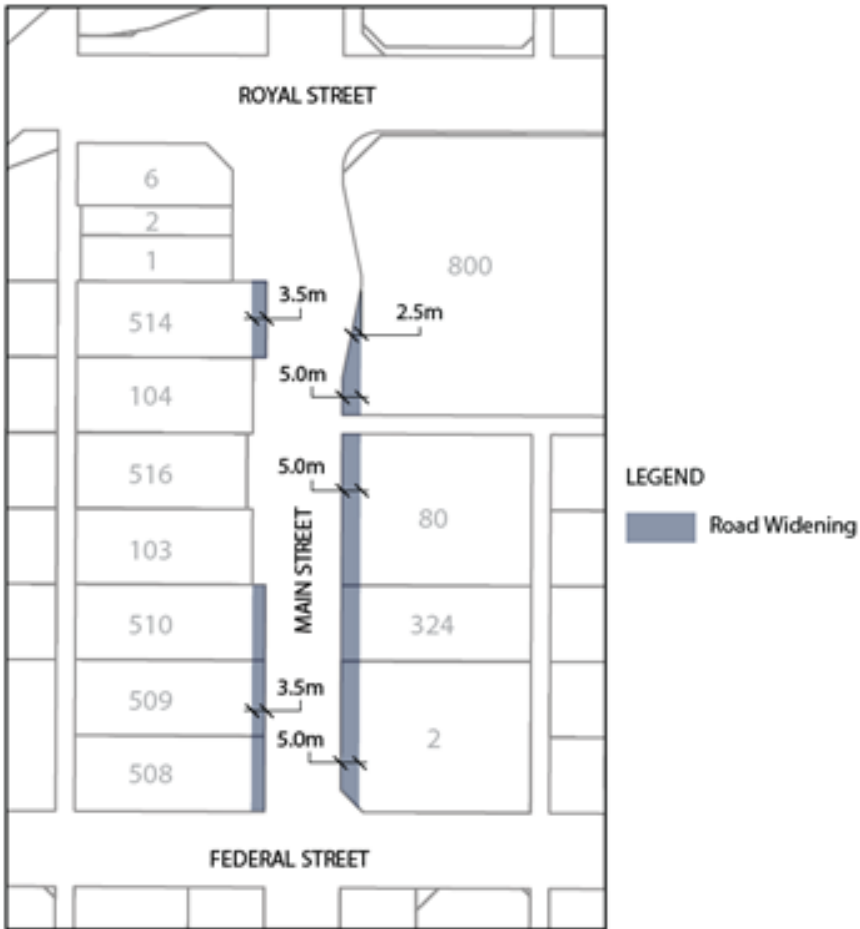 ROYAL STREET
6
2
1
800
514
3.5m
2.5m
104
5.0m
516
5.0m
80
LEGEND
Road Widening
103
MAIN STREET
510
324
509
3.5m
5.0m
2
508
FEDERAL STREET